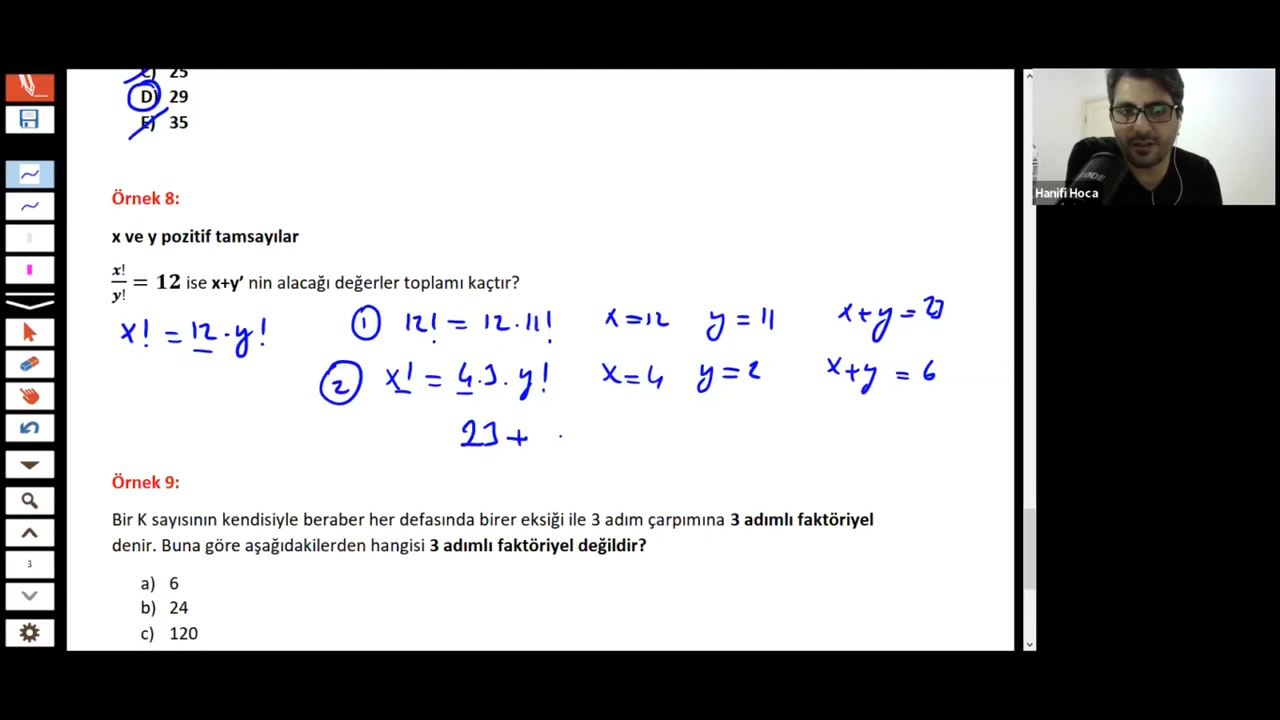 C) 25
D) 29
E) 35
Örnek 8:
x ve y pozitif tamsayılar
x!/y! = 12 ise x+y’ nin alacağı değerler toplamı kaçtır?
x! = 12 · y!
① 12! = 12 · 11! x = 12 y = 11 x+y = 23
② x! = 4 · 3 · y! x = 4 y = 2 x+y = 6
23 +
Örnek 9:
Bir K sayısının kendisiyle beraber her defasında birer eksiği ile 3 adım çarpımına 3 adımlı faktöriyel
denir. Buna göre aşağıdakilerden hangisi 3 adımlı faktöriyel değildir?
a) 6
b) 24
c) 120
3
Hanifi Hoca